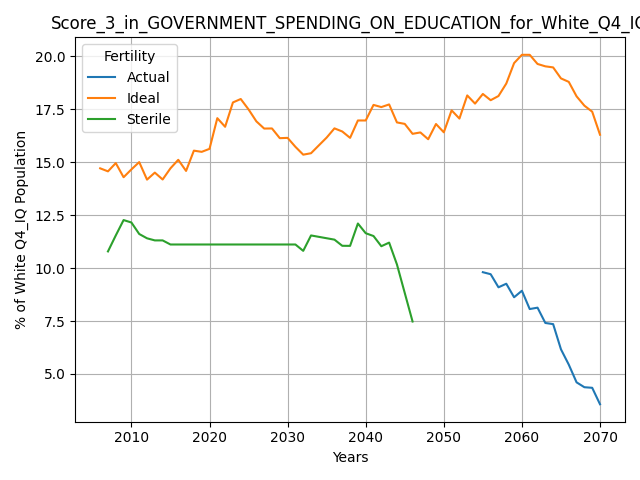 Score_3_in_GOVERNMENT_SPENDING_ON_EDUCATION_for_White_Q4_IQ
Fertility
Actual
Ideal
Sterile
20.0
17.5
15.0
12.5
10.0
7.5
5.0
% of White Q4_IQ Population
2010 2020 2030 2040 2050 2060 2070
Years